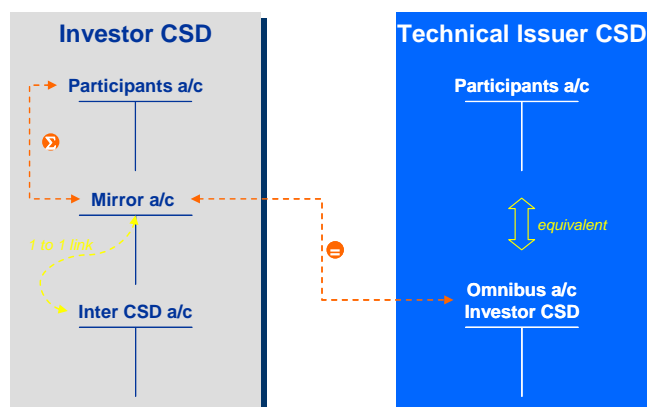 Investor CSD
Participants a/c
Σ
Mirror a/c
1 to 1 link
Inter CSD a/c
=
Technical Issuer CSD
Participants a/c
equivalent
Omnibus a/c
Investor CSD